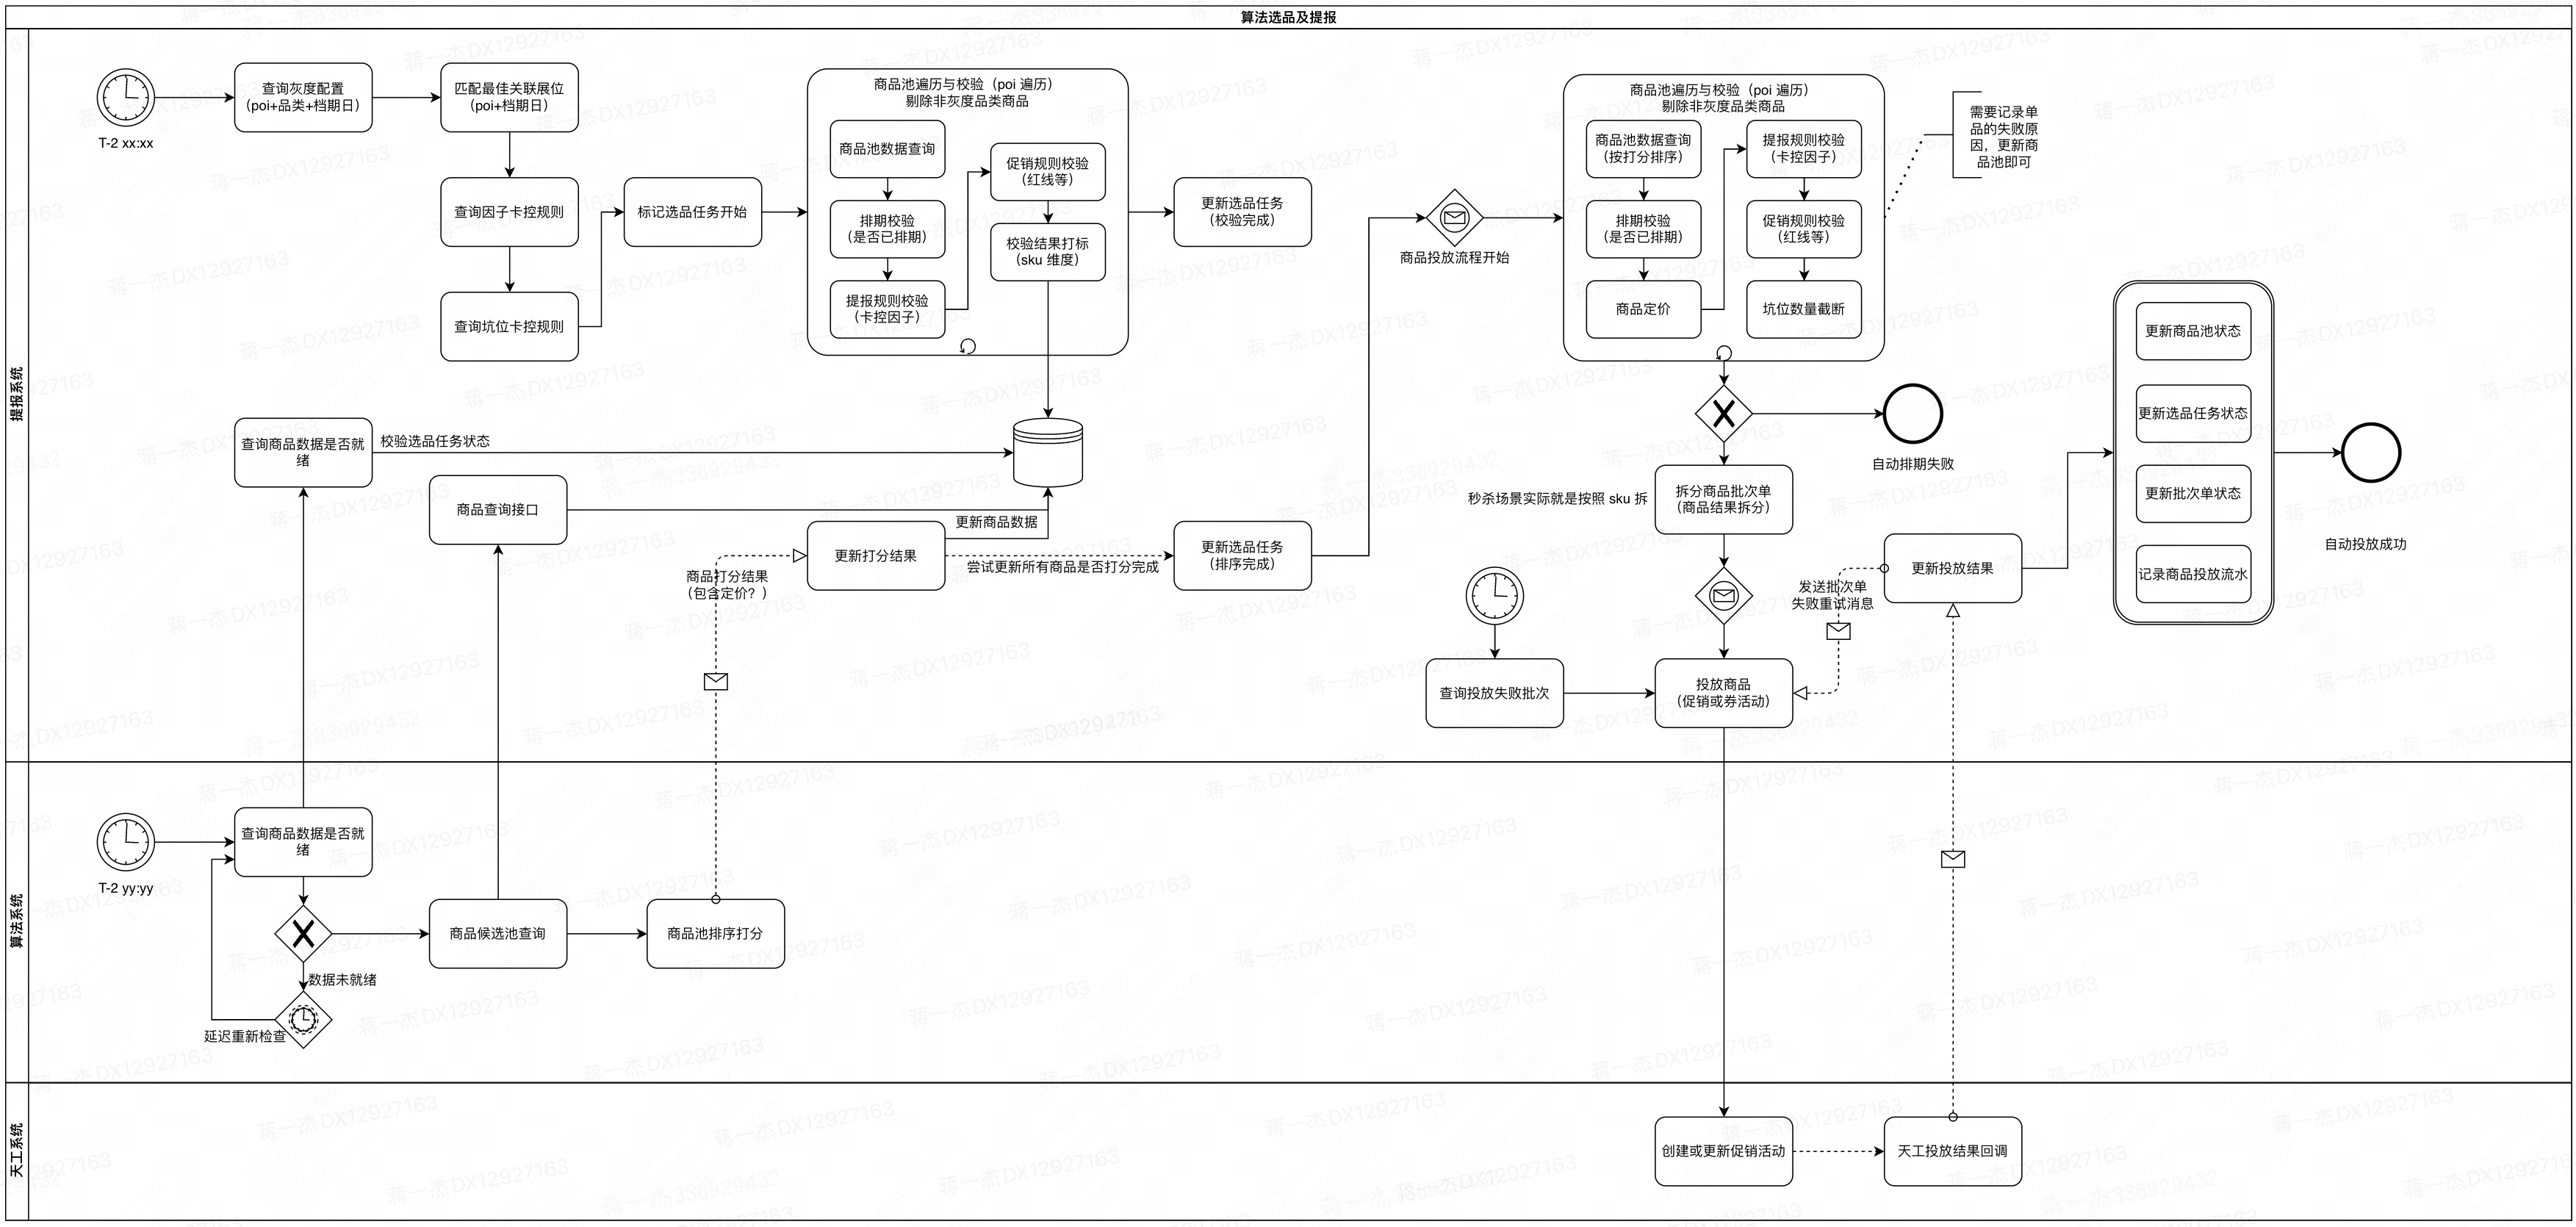 算法选品及提报
提报系统
T-2 xx:xx
查询灰度配置
（poi+品类+档期日）
匹配最佳关联展位
（poi+档期日）
查询因子卡控规则
查询坑位卡控规则
标记选品任务开始
商品池遍历与校验（poi 遍历）
剔除非灰度品类商品
商品池数据查询
排期校验
（是否已排期）
提报规则校验
（卡控因子）
促销规则校验
（红线等）
校验结果打标
（sku 维度）
更新选品任务
（校验完成）
商品投放流程开始
商品池遍历与校验（poi 遍历）
剔除非灰度品类商品
商品池数据查询
（按打分排序）
排期校验
（是否已排期）
商品定价
提报规则校验
（卡控因子）
促销规则校验
（红线等）
坑位数量截断
需要记录单
品的失败原
因，更新商
品池即可
查询商品数据是否就
绪
校验选品任务状态
商品查询接口
更新商品数据
商品打分结果
（包含定价？）
更新打分结果
尝试更新所有商品是否打分完成
更新选品任务
（排序完成）
自动排期失败
秒杀场景实际就是按照 sku 拆
拆分商品批次单
（商品结果拆分）
查询投放失败批次
投放商品
（促销或券活动）
发送批次单
失败重试消息
更新投放结果
更新商品池状态
更新选品任务状态
更新批次单状态
记录商品投放流水
自动投放成功
算法系统
T-2 yy:yy
查询商品数据是否就
绪
数据未就绪
延迟重新检查
商品候选池查询
商品池排序打分
天工系统
创建或更新促销活动
天工投放结果回调
蒋一杰DX12927163